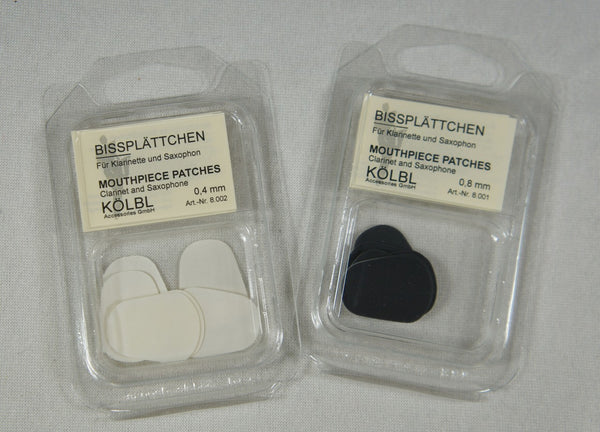 BISSPLÄTTCHEN
Für Klarinette und Saxophon
MOUTHPIECE PATCHES
Clarinet and Saxophone
0,4 mm
KÖLBL
Accessories GmbH
Art.-Nr. 8.002
BISSPLÄTTCHEN
Für Klarinette und Saxophon
MOUTHPIECE PATCHES
Clarinet and Saxophone
0,8 mm
KÖLBL
Accessories GmbH
Art.-Nr. 8.001